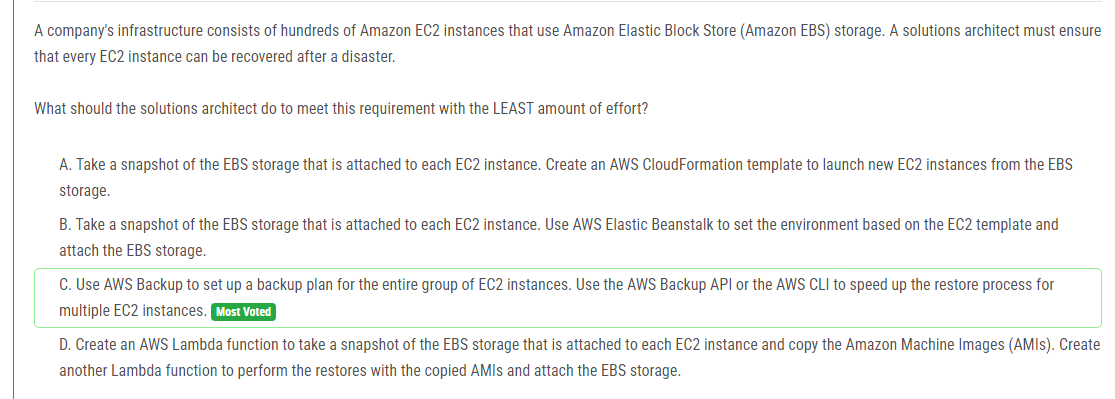 A company's infrastructure consists of hundreds of Amazon EC2 instances that use Amazon Elastic Block Store (Amazon EBS) storage. A solutions architect must ensure
that every EC2 instance can be recovered after a disaster.
What should the solutions architect do to meet this requirement with the LEAST amount of effort?
A. Take a snapshot of the EBS storage that is attached to each EC2 instance. Create an AWS CloudFormation template to launch new EC2 instances from the EBS
storage.
B. Take a snapshot of the EBS storage that is attached to each EC2 instance. Use AWS Elastic Beanstalk to set the environment based on the EC2 template and
attach the EBS storage.
C. Use AWS Backup to set up a backup plan for the entire group of EC2 instances. Use the AWS Backup API or the AWS CLI to speed up the restore process for
multiple EC2 instances. Most Voted
D. Create an AWS Lambda function to take a snapshot of the EBS storage that is attached to each EC2 instance and copy the Amazon Machine Images (AMIs). Create
another Lambda function to perform the restores with the copied AMIs and attach the EBS storage.